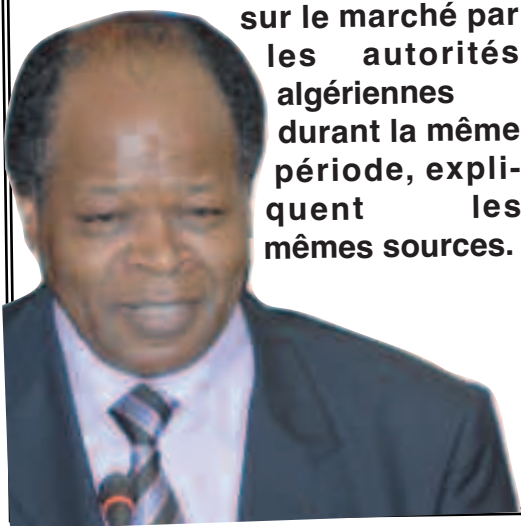 sur le marché par
les autorités
algériennes
durant la même
période, expli-
quent les
mêmes sources.